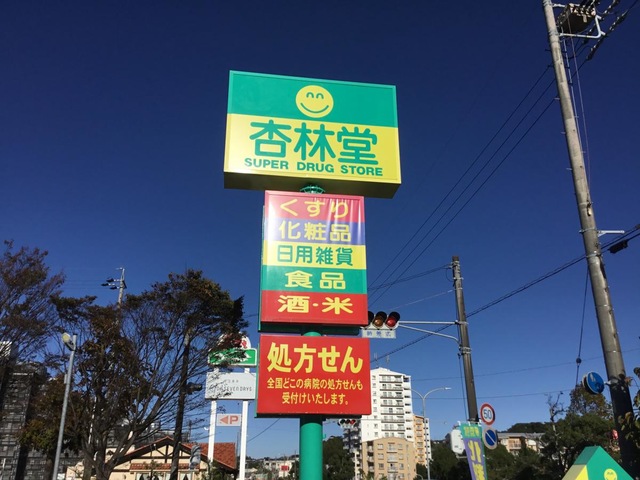 杏林堂
SUPER DRUG STORE
くすり
化粧品
日用雑貨
食品
酒・米
処方せん
全国どこの病院の処方せんも
受付けいたします。
P
50